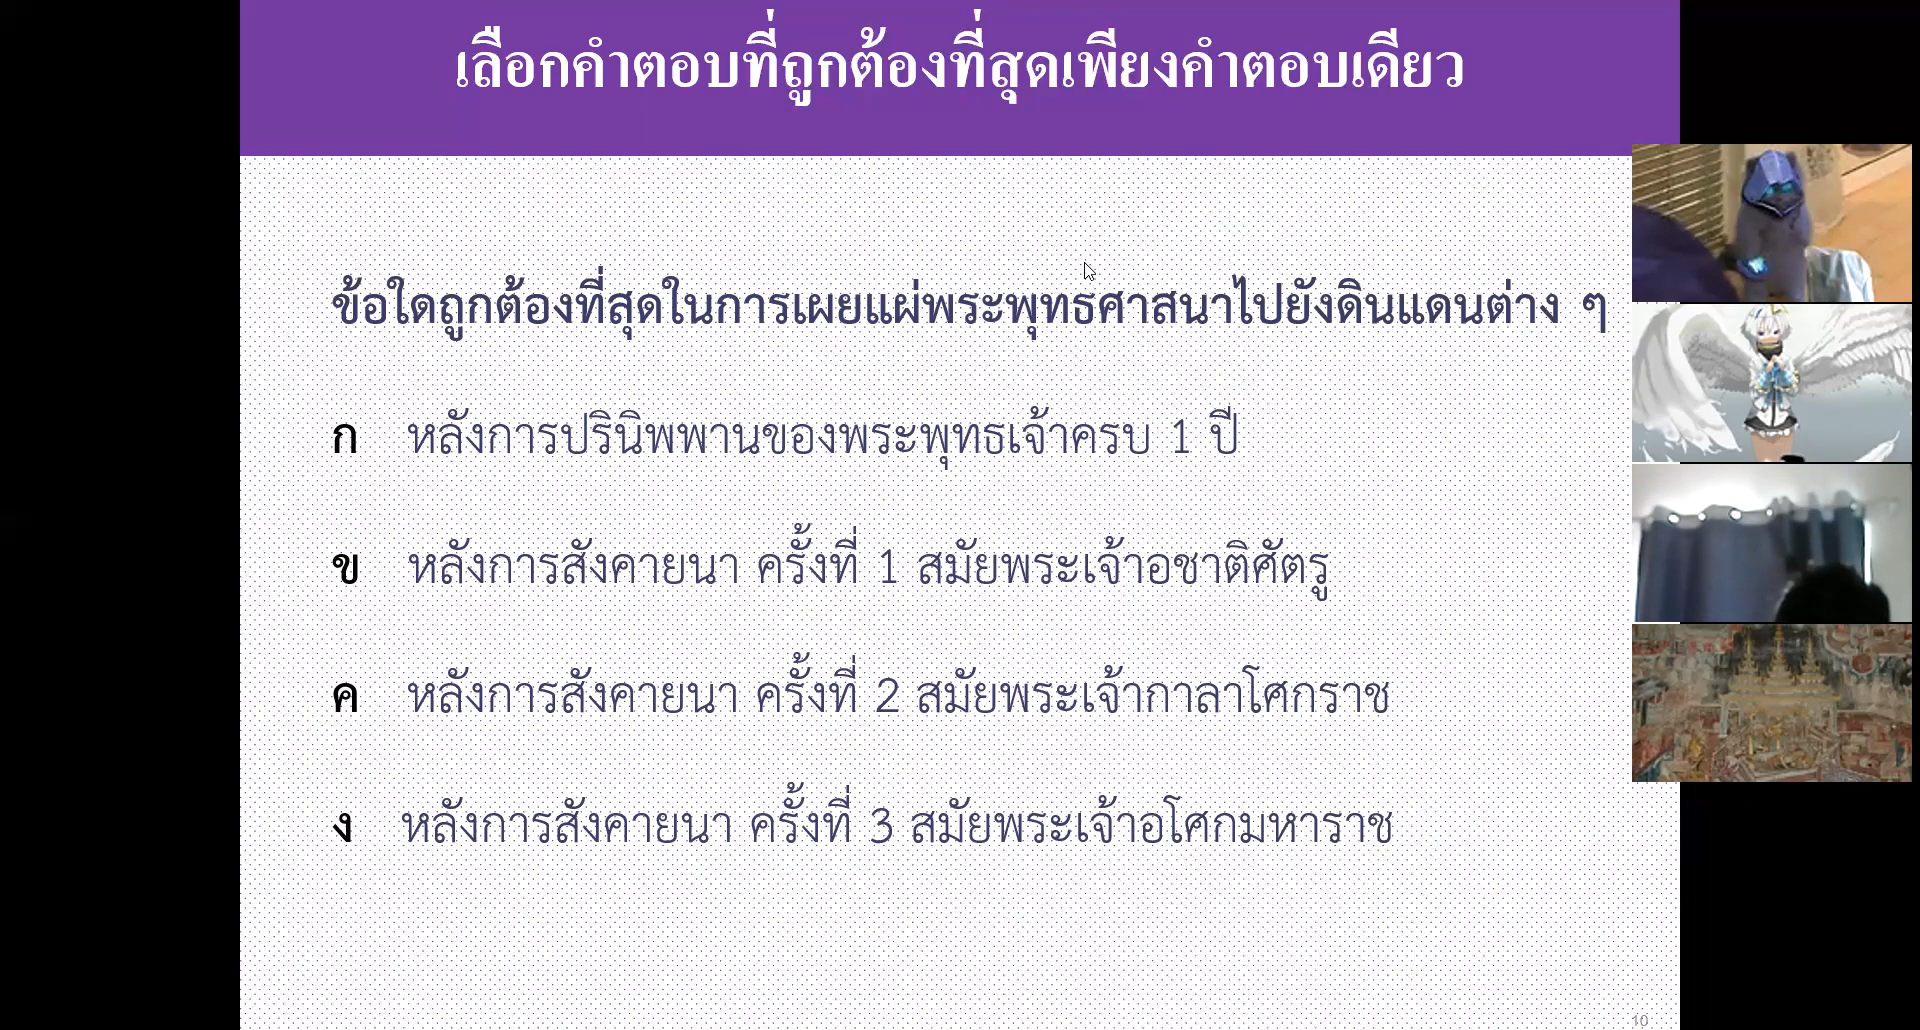 เลือกคำตอบที่ถูกต้องที่สุดเพียงคำตอบเดียว
ข้อใดถูกต้องที่สุดในการเผยแผ่พระพุทธศาสนาไปยังดินแดนต่าง ๆ
ก หลังการปรินิพพานของพระพุทธเจ้าครบ 1 ปี
ข หลังการสังคายนา ครั้งที่ 1 สมัยพระเจ้าอชาติศัตรู
ค หลังการสังคายนา ครั้งที่ 2 สมัยพระเจ้ากาลาโศกราช
ง หลังการสังคายนา ครั้งที่ 3 สมัยพระเจ้าอโศกมหาราช
10